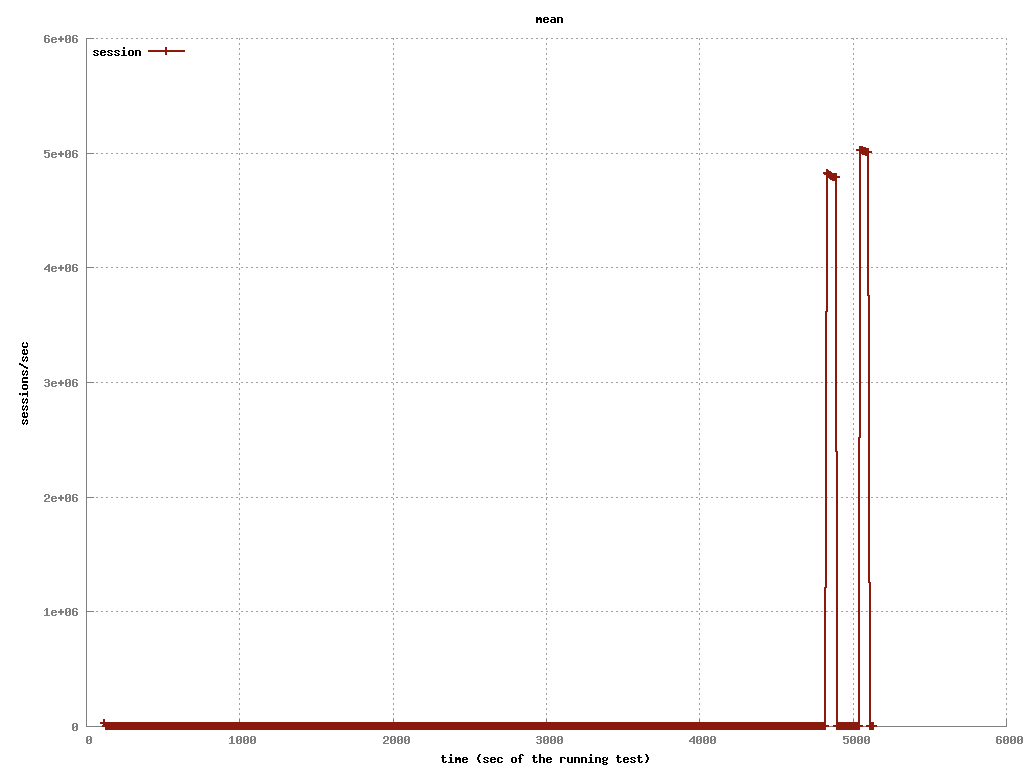 mean
6e+06
session
5e+06
4e+06
3e+06
sessions/sec
2e+06
1e+06
0
0 1000 2000 3000 4000 5000 6000
time (sec of the running test)